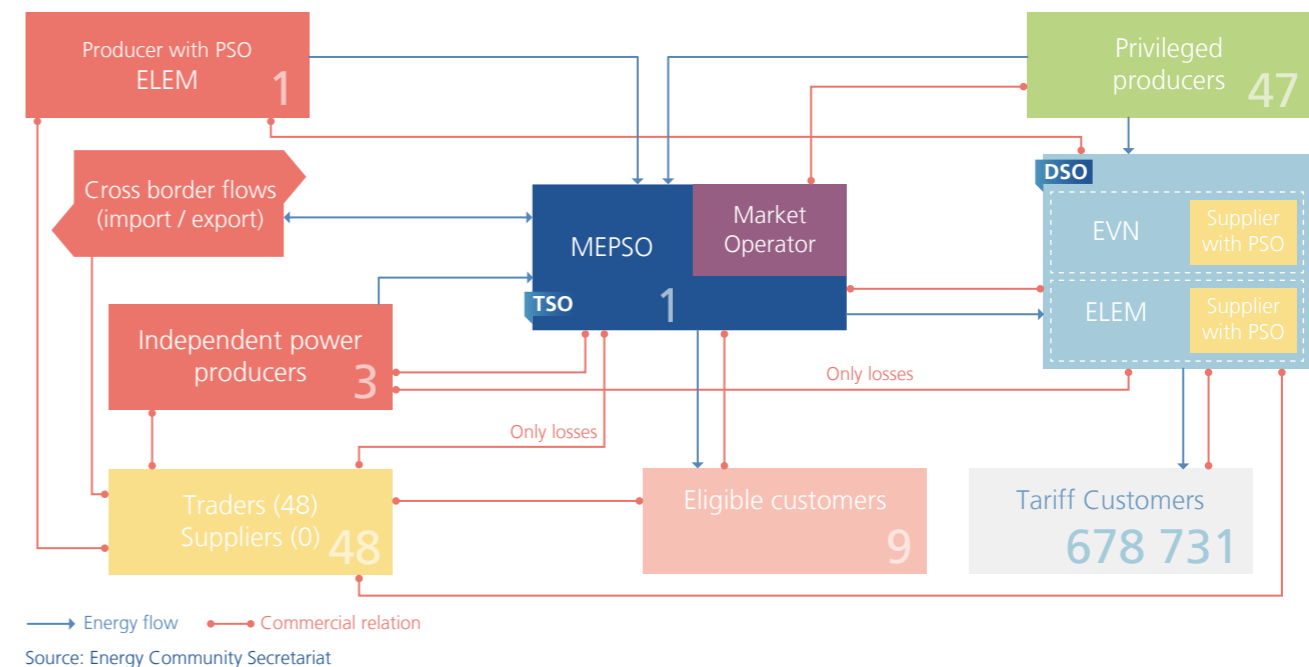 Producer with PSO
ELEM
1
Privileged
producers
47
Cross border flows
(import / export)
DSO
EVN
Supplier
with PSO
ELEM
Supplier
with PSO
MEPSO
Market
Operator
TSO
1
Independent power
producers
3
Only losses
Only losses
Traders (48)
Suppliers (0)
48
Eligible customers
9
Tariff Customers
678 731
Energy flow
Commercial relation
Source: Energy Community Secretariat